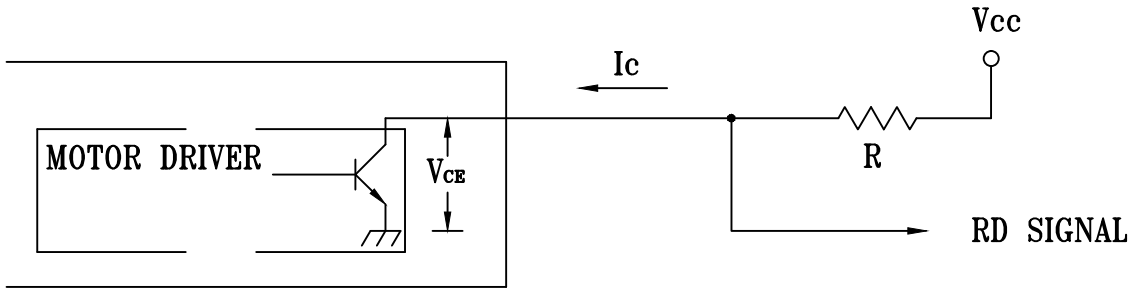 Vcc
Ic
MOTOR DRIVER
VCE
R
RD SIGNAL